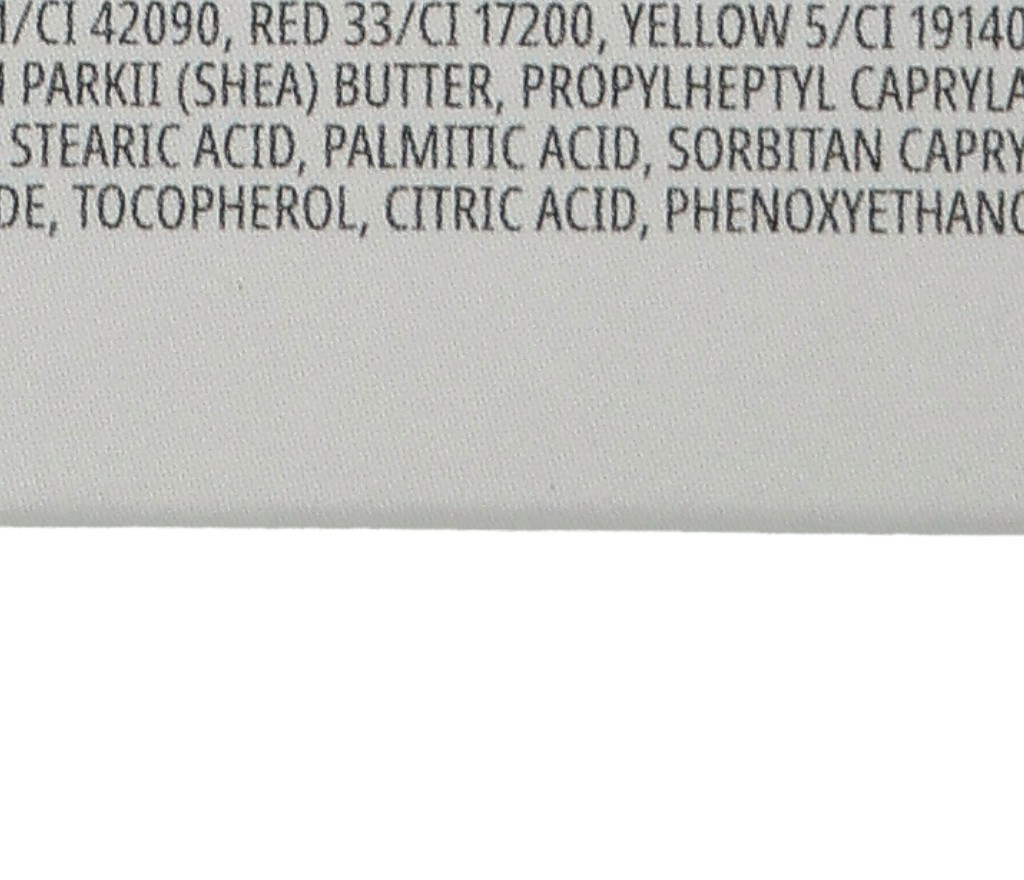 /CI 42090, RED 33/CI 17200, YELLOW 5/CI 19140
PARKII (SHEA) BUTTER, PROPYLHEPTYL CAPRYLA
STEARIC ACID, PALMITIC ACID, SORBITAN CAPRY
DE, TOCOPHEROL, CITRIC ACID, PHENOXYETHANO